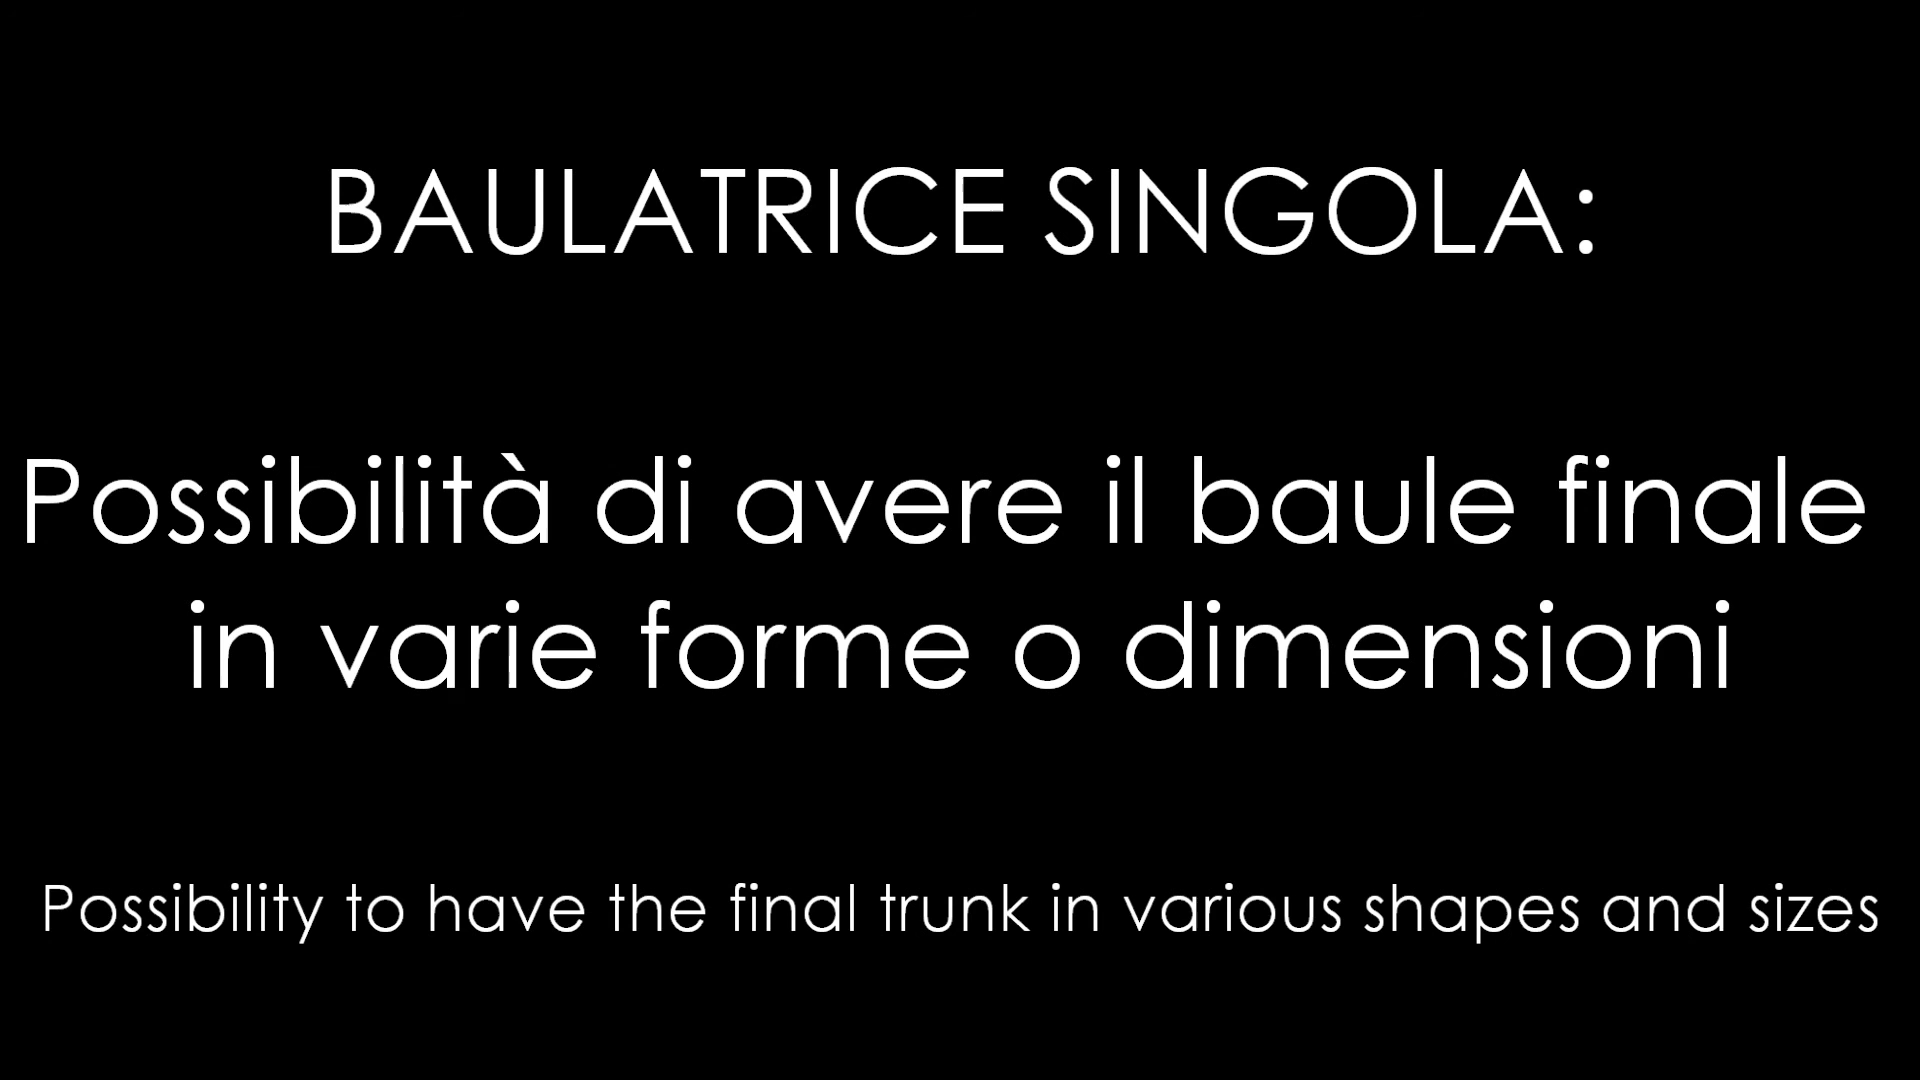 BAULATRICE SINGOLA:
Possibilità di avere il baule finale
in varie forme o dimensioni
Possibility to have the final trunk in various shapes and sizes